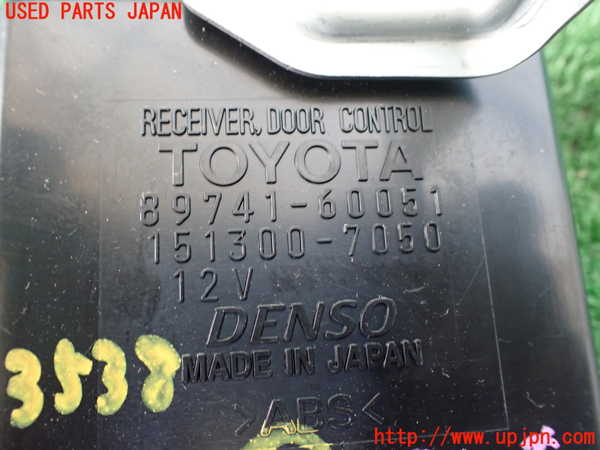 USED PARTS JAPAN
RECEIVER, DOOR CONTROL
TOYOTA
89741-60051
151300-7050
12V
DENSO
MADE IN JAPAN
3538
>ABS<
http://www.upjpn.com